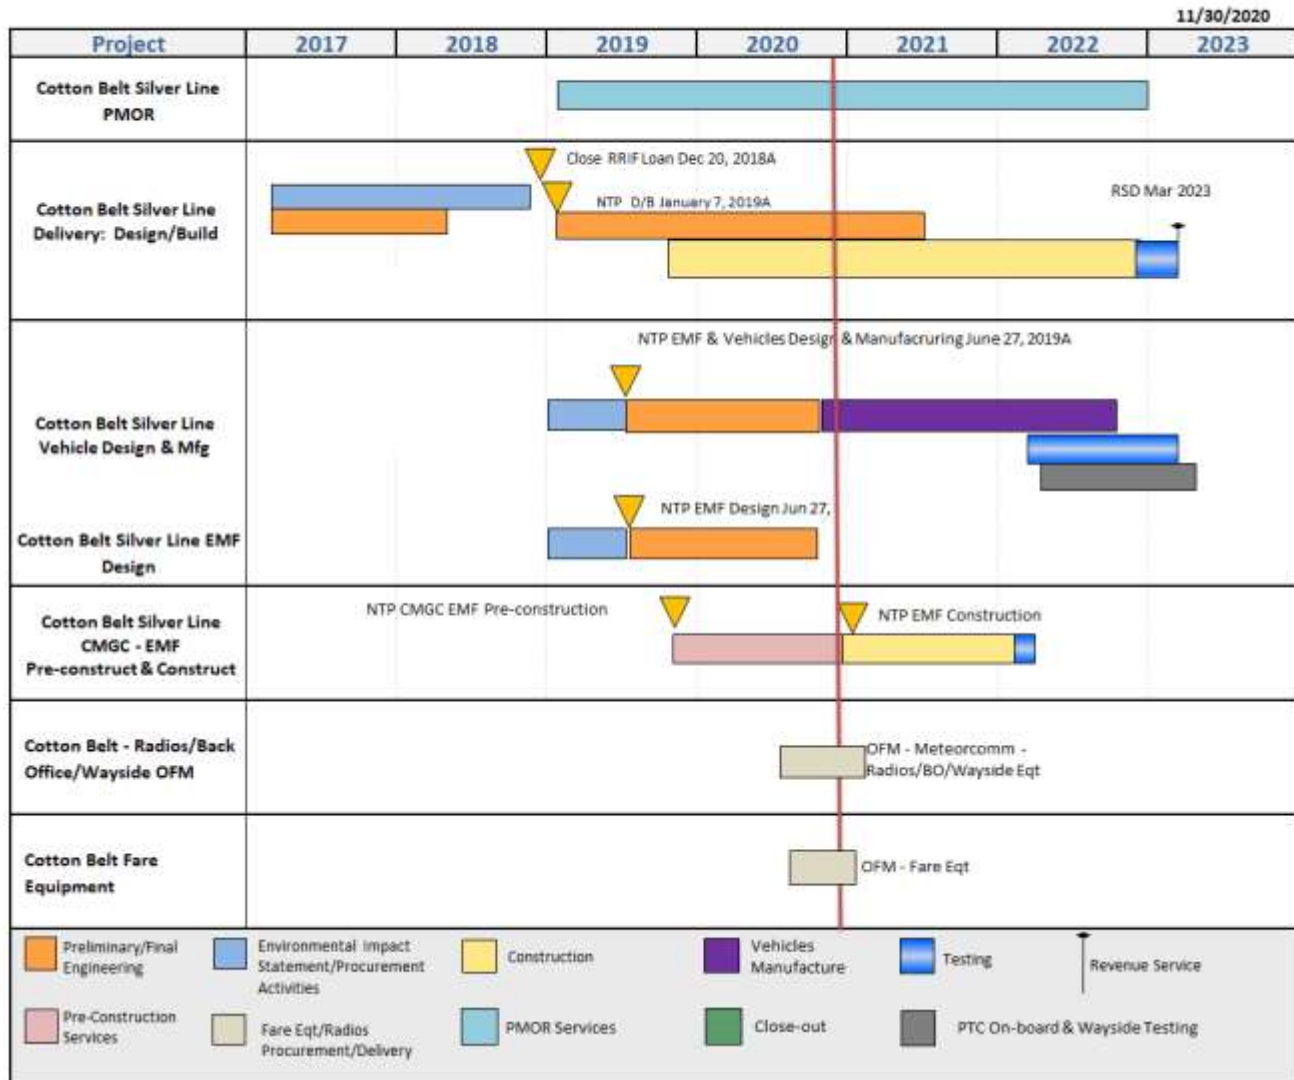 11/30/2020
Project 2017 2018 2019 2020 2021 2022 2023
Cotton Belt Silver Line
PMOR
Close RRIF Loan Dec 20, 2018A
NTP D/B January 7, 2019A
RSD Mar 2023
Cotton Belt Silver Line
Delivery: Design/Build
NTP EMF & Vehicles Design & Manufacruring June 27, 2019A
Cotton Belt Silver Line
Vehicle Design & Mfg
NTP EMF Design Jun 27,
Cotton Belt Silver Line EMF
Design
NTP CMGC EMF Pre-construction
NTP EMF Construction
Cotton Belt Silver Line
CMGC - EMF
Pre-construct & Construct
Cotton Belt - Radios/Back
Office/Wayside OFM
OFM - Meteorcomm -
Radios/BO/Wayside Eqt
Cotton Belt Fare
Equipment
OFM - Fare Eqt
Preliminary/Final
Engineering
Environmental Impact
Statement/Procurement
Activities
Construction
Vehicles
Manufacture
Testing
Revenue Service
Pre-Construction
Services
Fare Eqt/Radios
Procurement/Delivery
PMOR Services
Close-out
PTC On-board & Wayside Testing